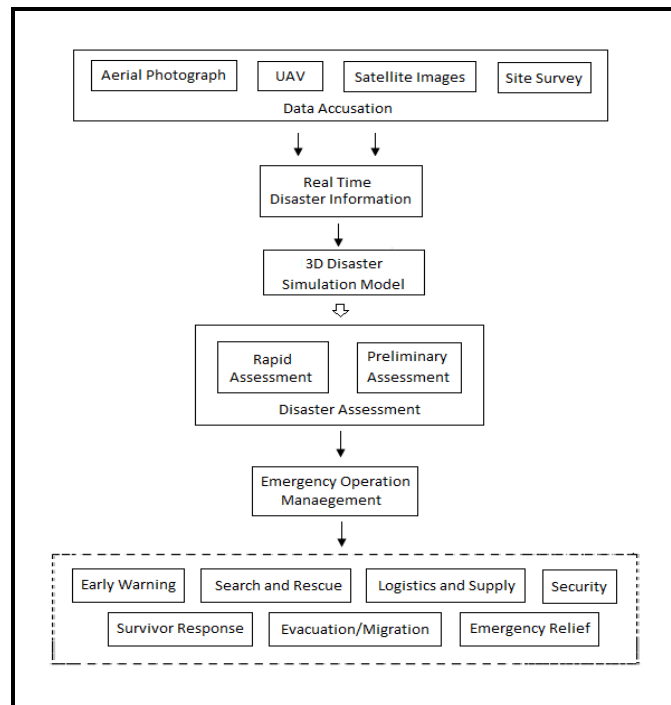 Aerial Photograph
UAV
Satellite Images
Site Survey
Data Accusation
Real Time
Disaster Information
3D Disaster
Simulation Model
Rapid
Assessment
Preliminary
Assessment
Disaster Assessment
Emergency Operation
Manaegement
Early Warning
Search and Rescue
Logistics and Supply
Security
Survivor Response
Evacuation/Migration
Emergency Relief